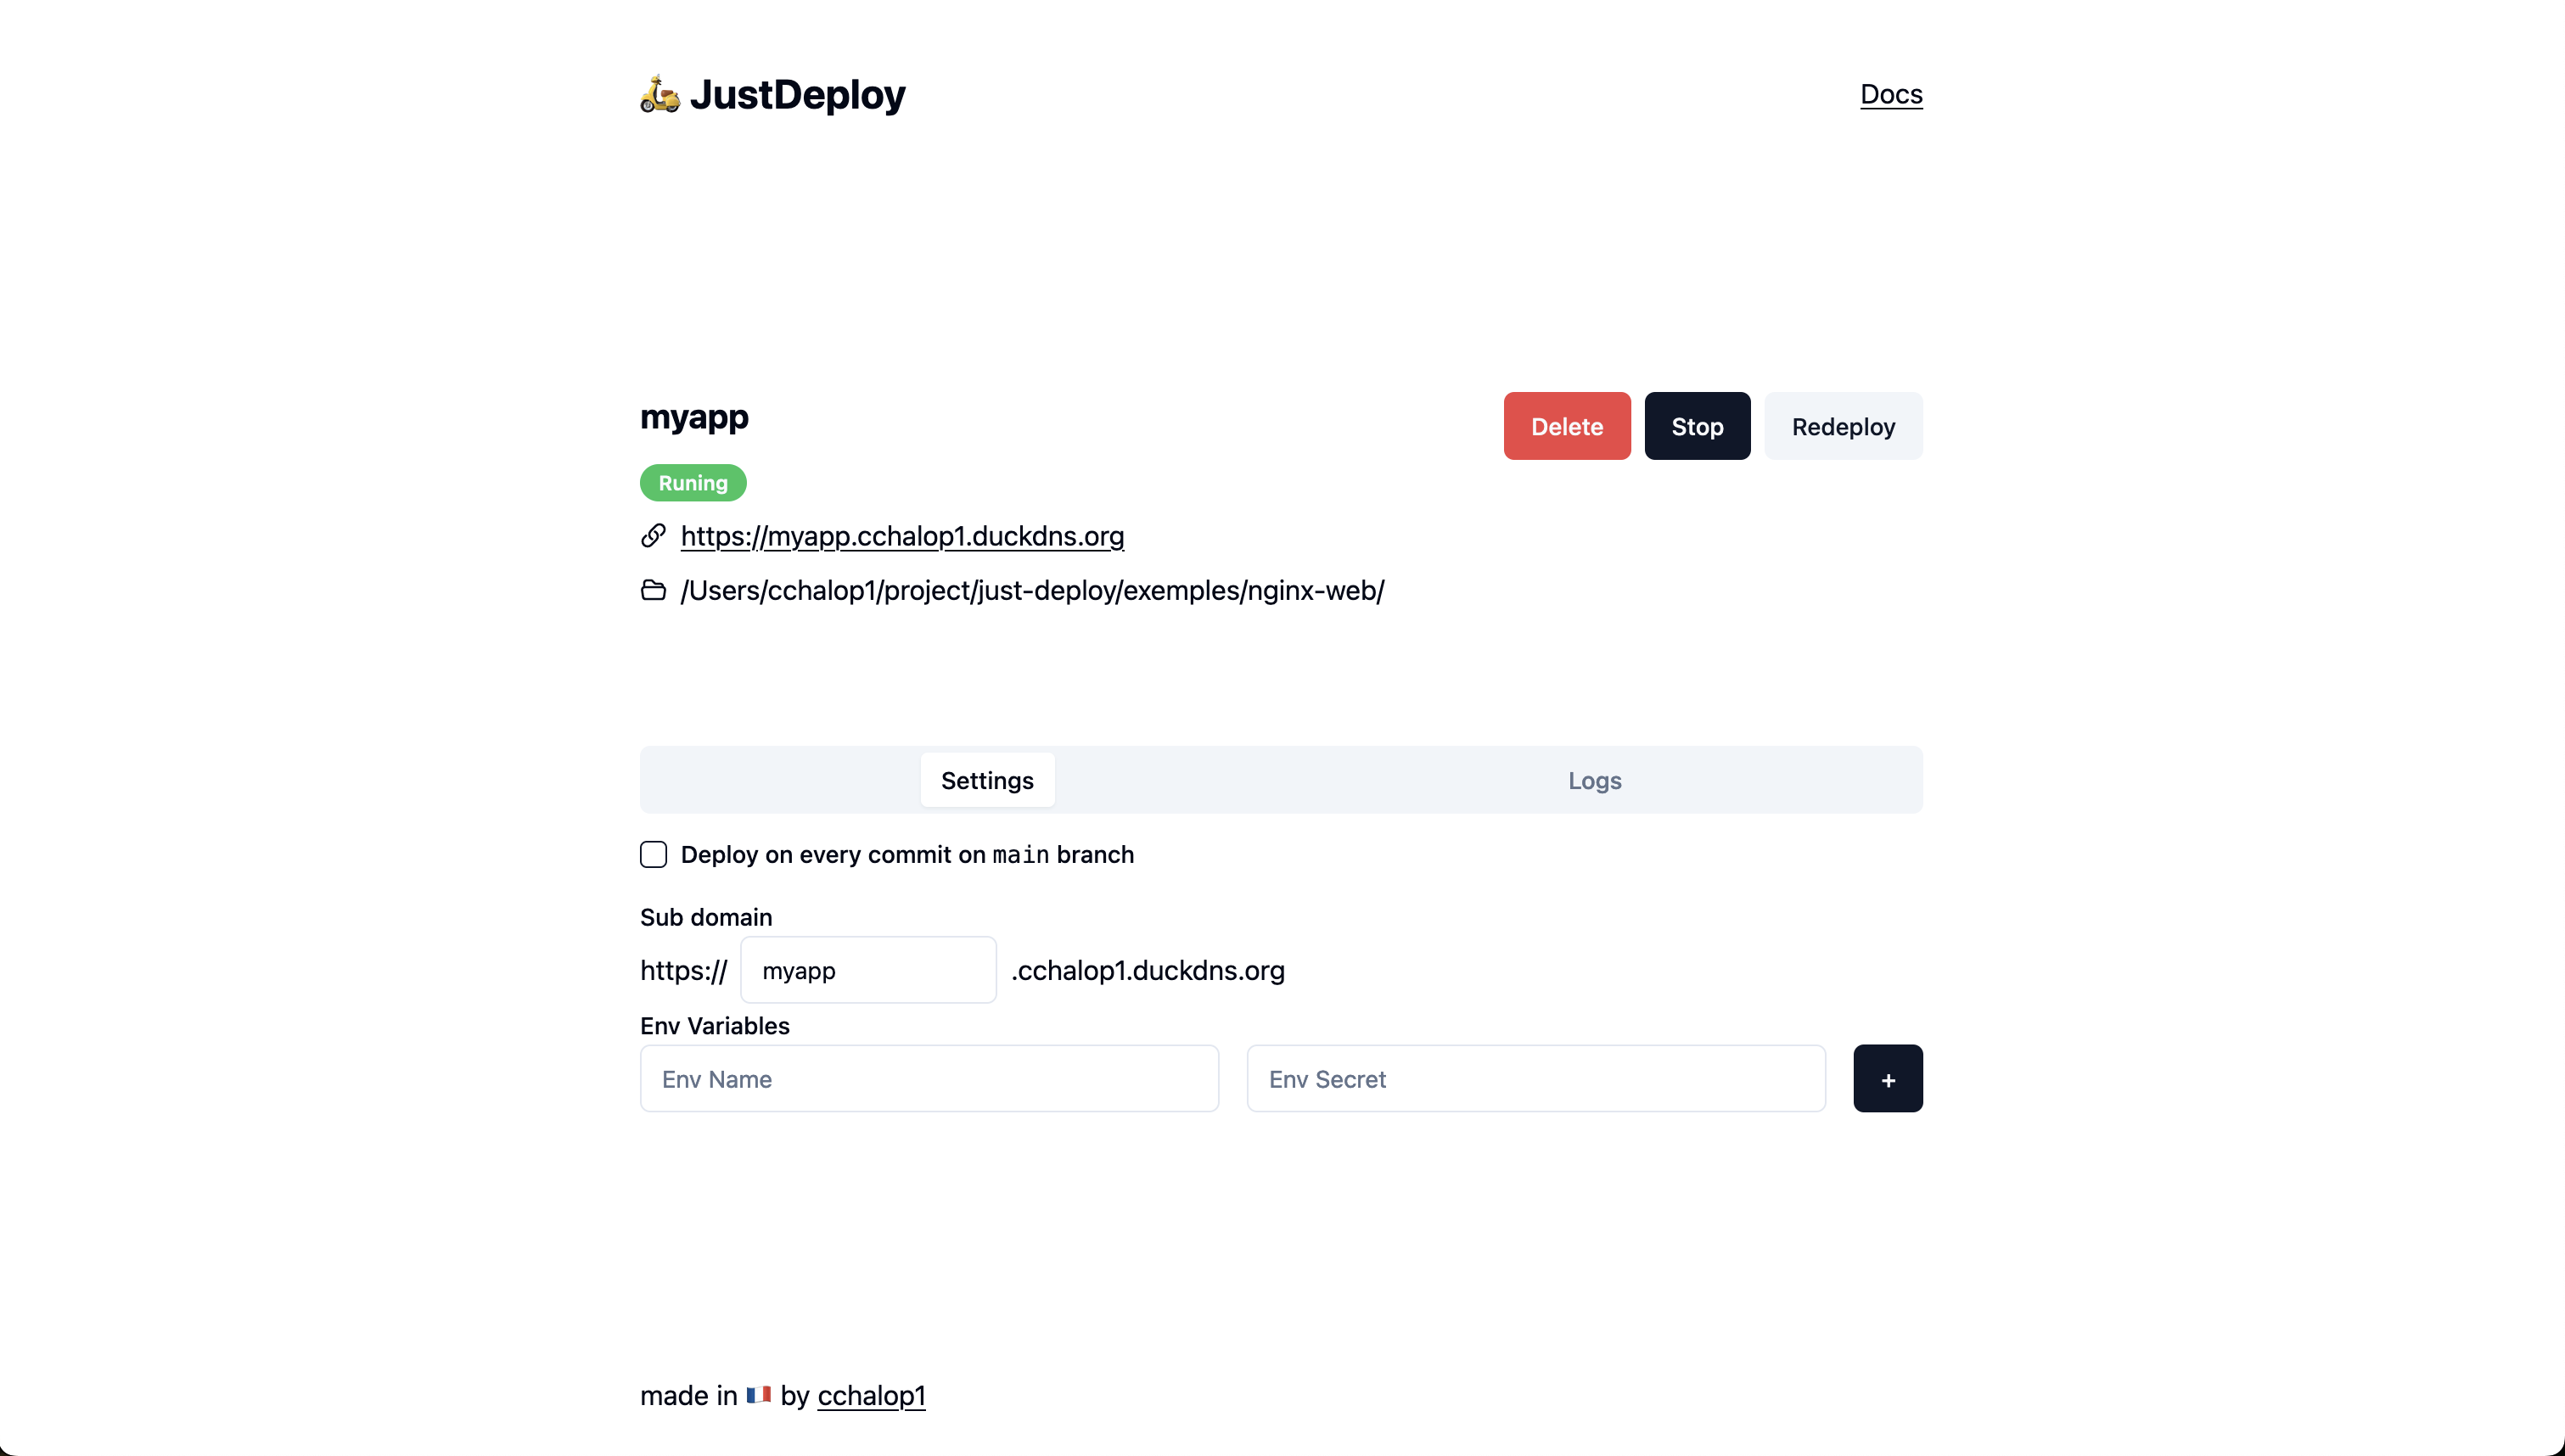 JustDeploy
Docs
myapp
Delete
Stop
Redeploy
Runing
https://myapp.cchalop1.duckdns.org
/Users/cchalop1/project/just-deploy/exemples/nginx-web/
Settings
Logs
Deploy on every commit on main branch
Sub domain
https:// myapp .cchalop1.duckdns.org
Env Variables
Env Name
Env Secret
+
made in 🇫🇷 by cchalop1